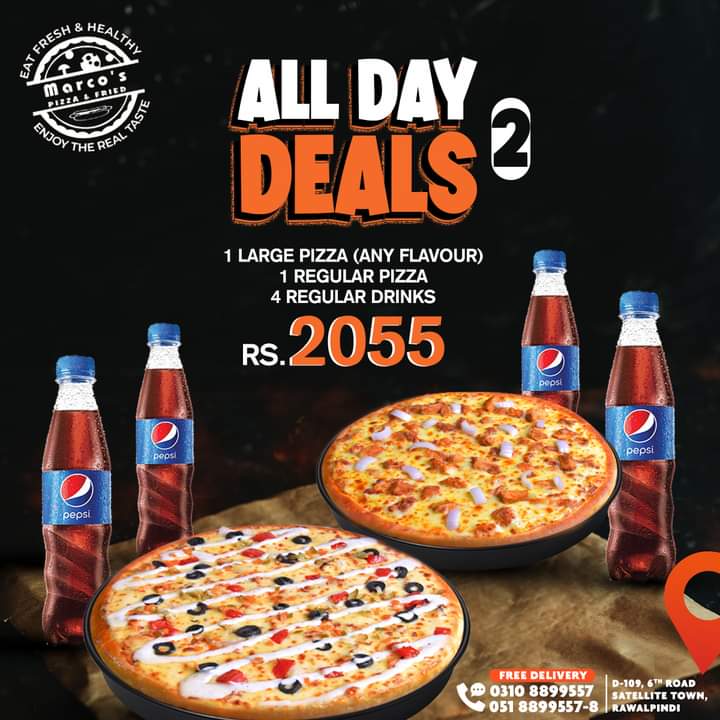 EAT FRESH & HEALTHY
Marco's
PIZZA & FRIED
ENJOY THE REAL TASTE
ALL DAY
DEALS 2
1 LARGE PIZZA (ANY FLAVOUR)
1 REGULAR PIZZA
4 REGULAR DRINKS
RS.2055
pepsi
pepsi
pepsi
pepsi
FREE DELIVERY
0310 8899557
051 8899557-8
D-109, 6TH ROAD
SATELLITE TOWN,
RAWALPINDI